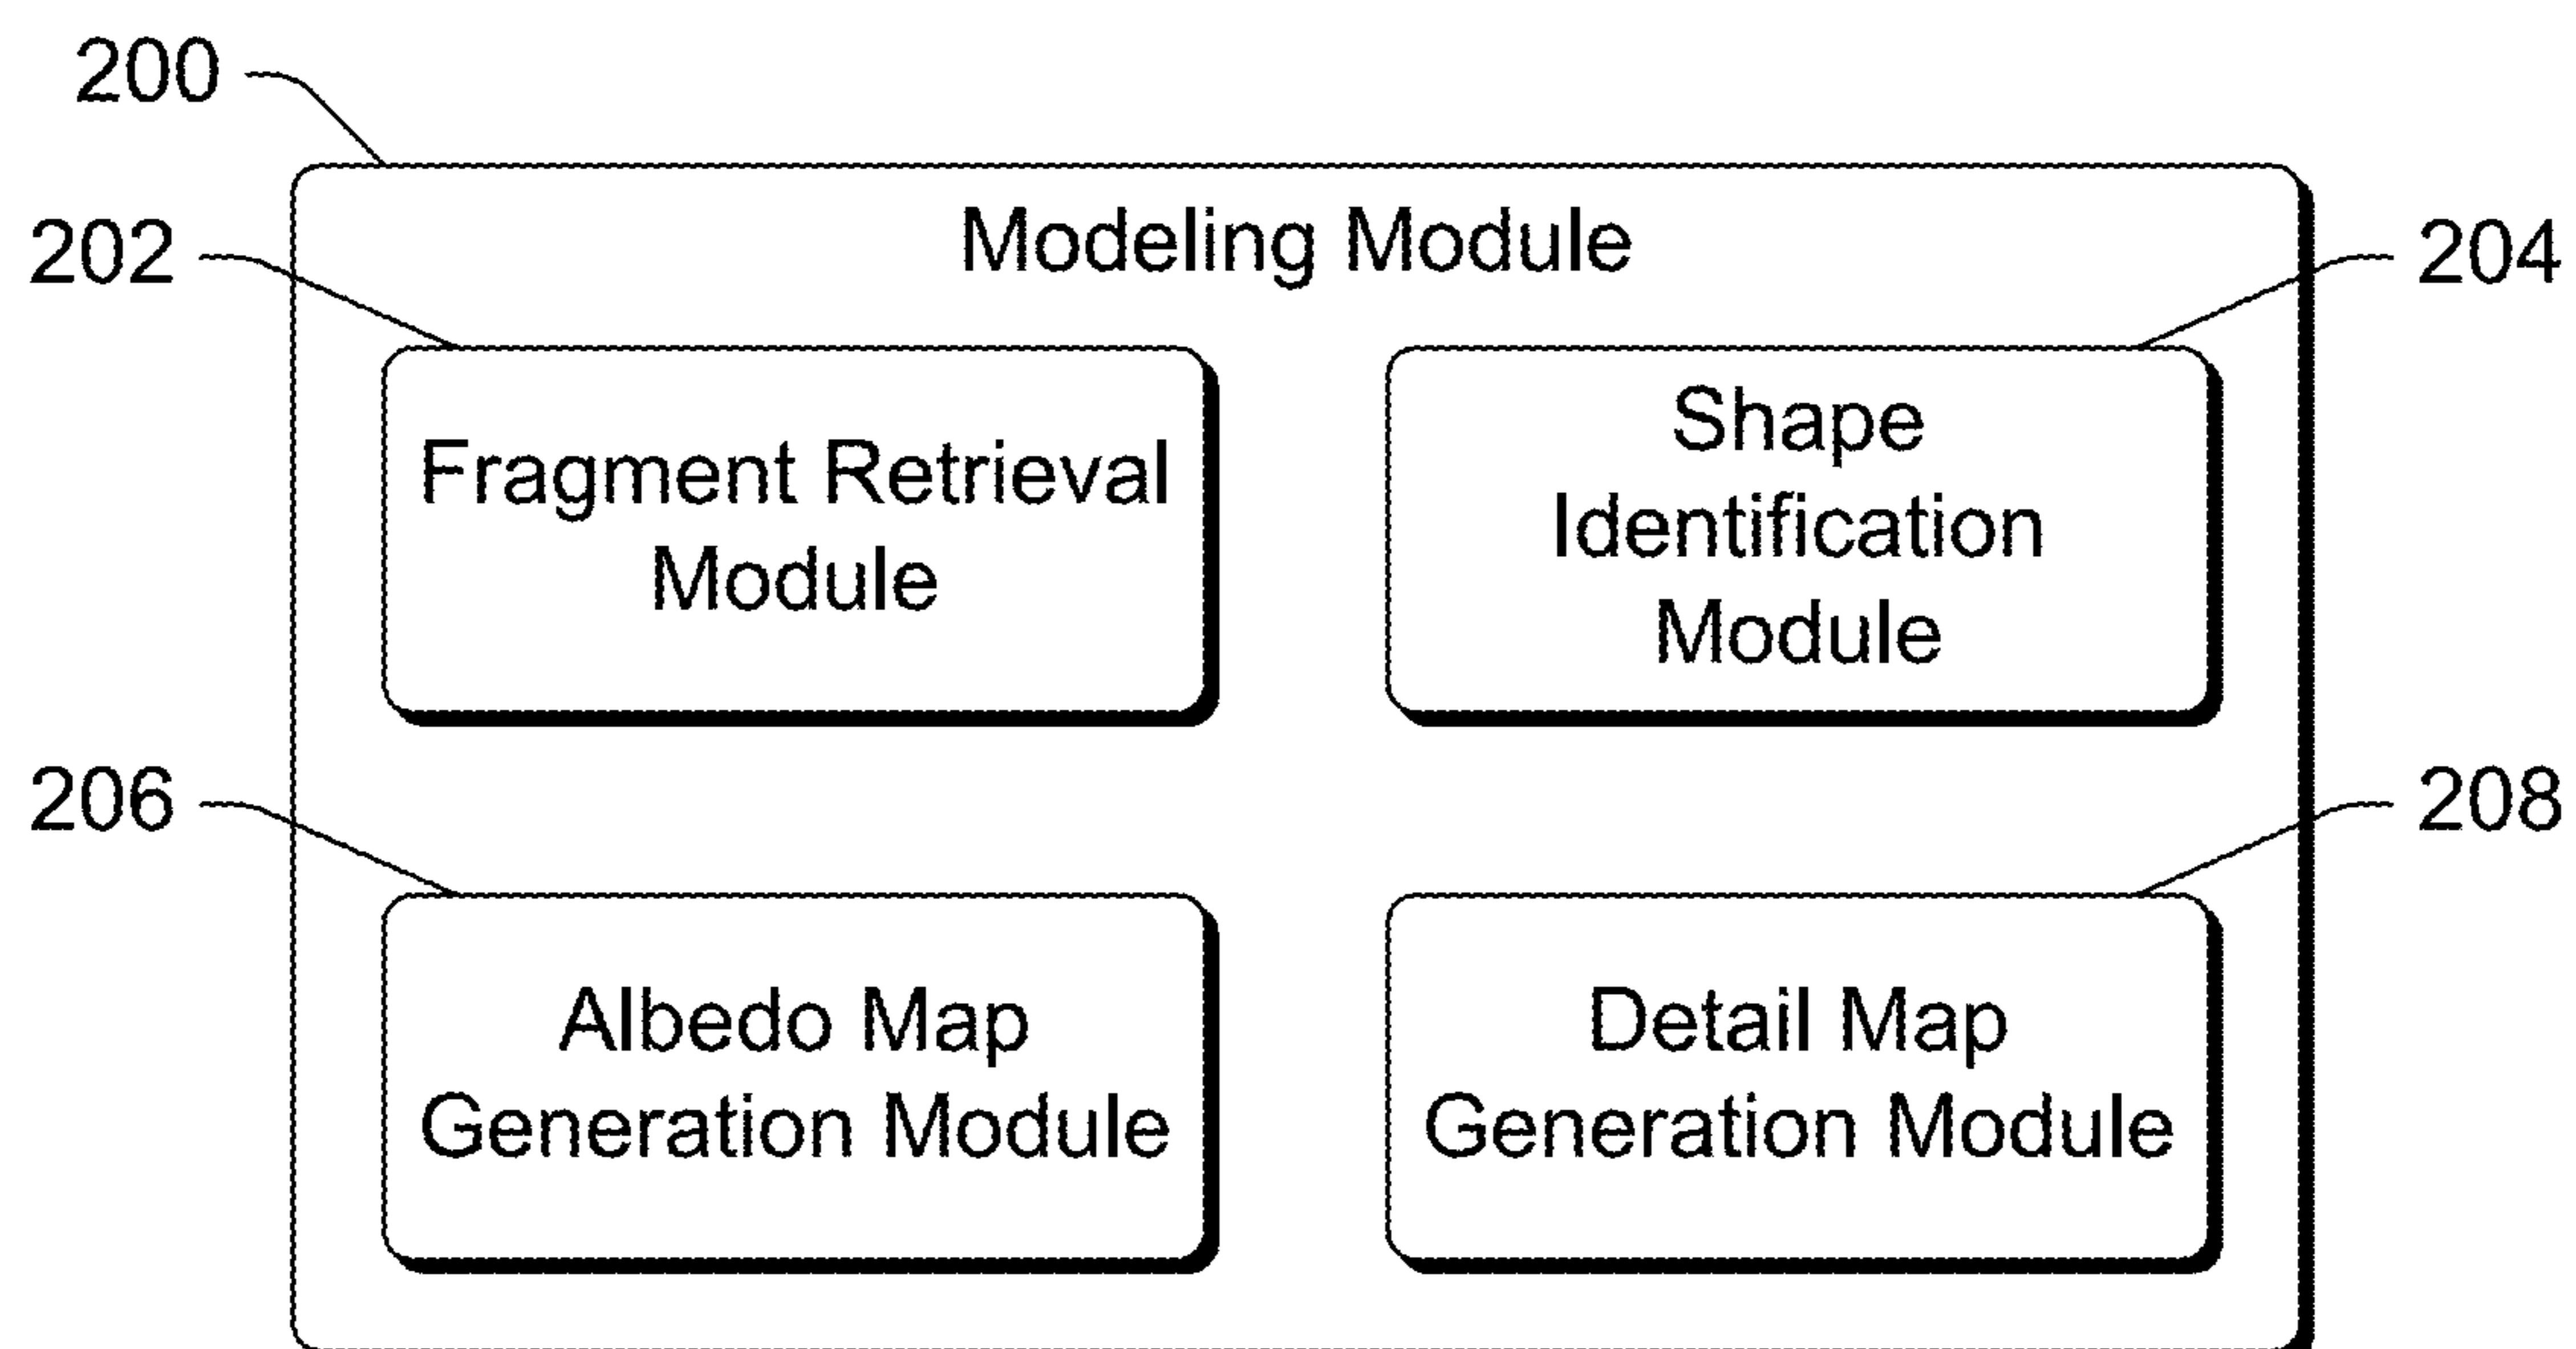 200
Modeling Module
202
204
Fragment Retrieval
Module
Shape
Identification
Module
206
208
Albedo Map
Generation Module
Detail Map
Generation Module